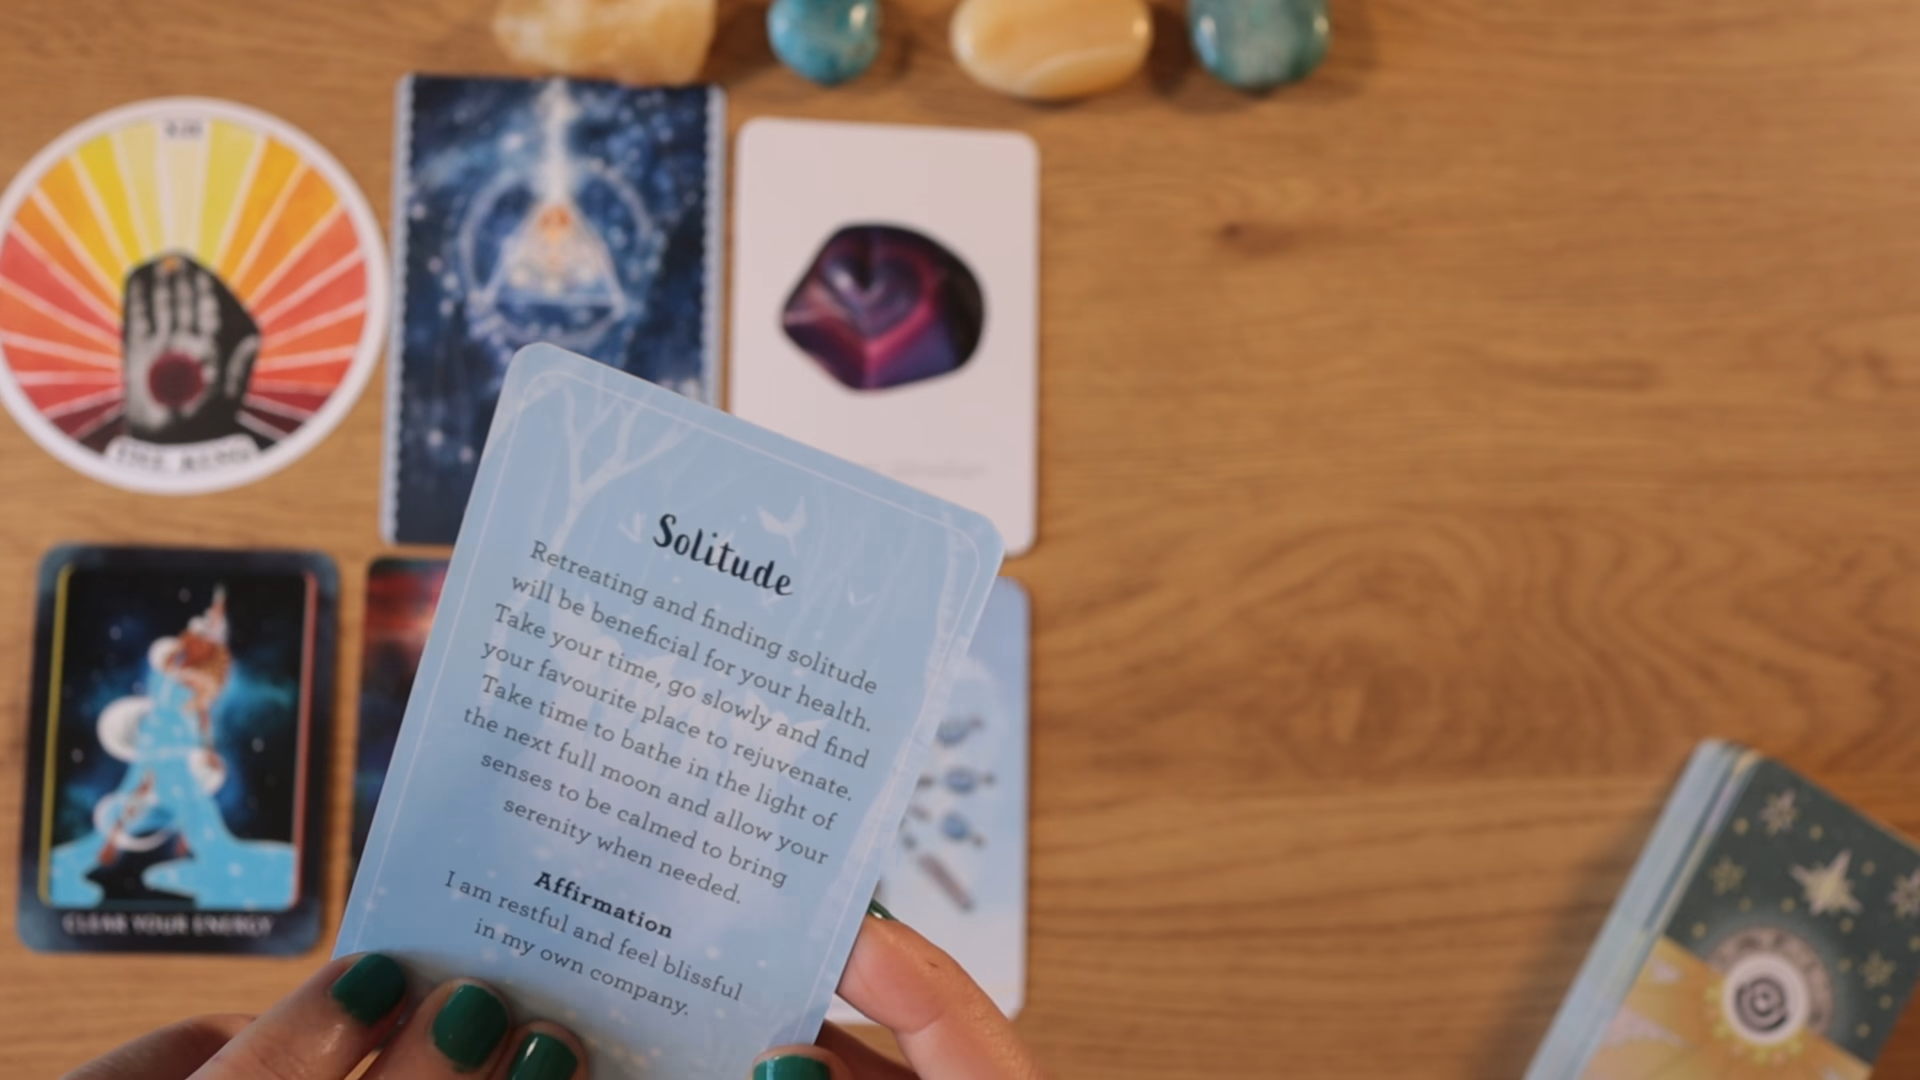 Solitude
Retreating and finding solitude
will be beneficial for your health.
Take your time, go slowly and find
your favourite place to rejuvenate.
Take time to bathe in the light of
the next full moon and allow your
senses to be calmed to bring
serenity when needed.
Affirmation
I am restful and feel blissful
in my own company.
CLEAR YOUR ENERGY